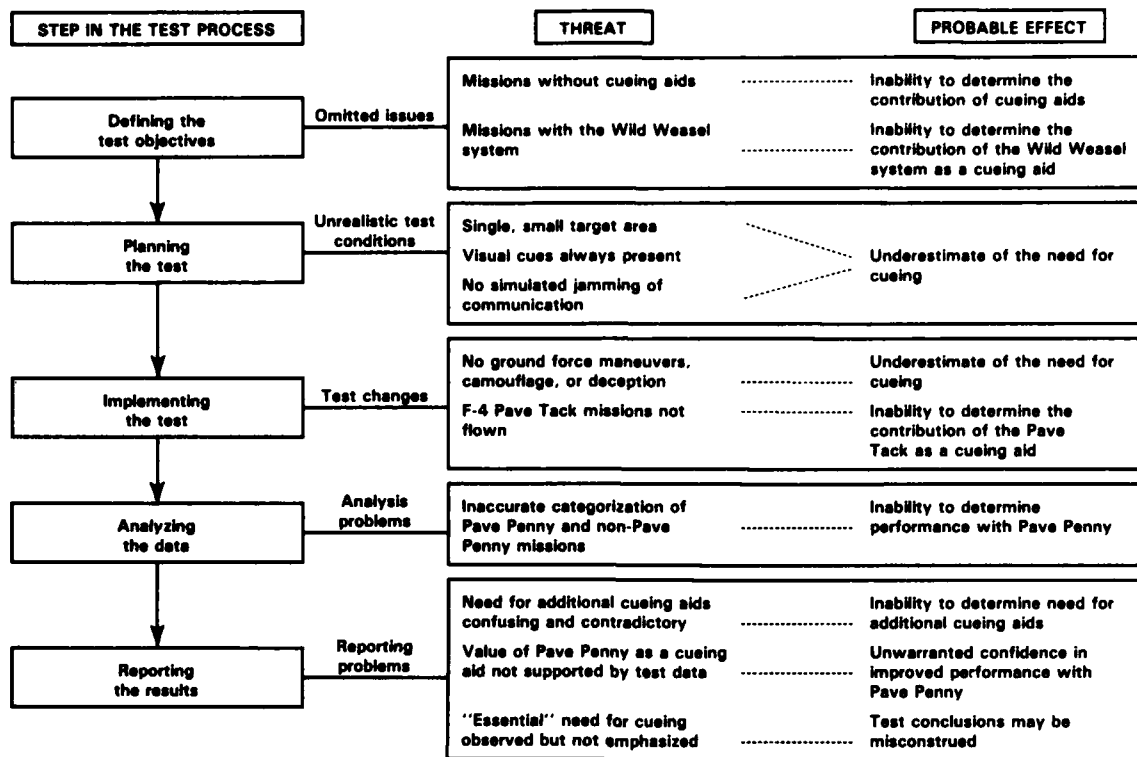 STEP IN THE TEST PROCESS
THREAT
PROBABLE EFFECT
Defining the
test objectives
Omitted issues
Missions without cueing aids
Inability to determine the
contribution of cueing aids
Missions with the Wild Weasel
system
Inability to determine the
contribution of the Wild Weasel
system as a cueing aid
Planning
the test
Unrealistic test
conditions
Single, small target area
Visual cues always present
No simulated jamming of
communication
Underestimate of the need for
cueing
Implementing
the test
Test changes
No ground force maneuvers,
camouflage, or deception
Underestimate of the need for
cueing
F-4 Pave Tack missions not
flown
Inability to determine the
contribution of the Pave
Tack as a cueing aid
Analyzing
the data
Analysis
problems
Inaccurate categorization of
Pave Penny and non-Pave
Penny missions
Inability to determine
performance with Pave Penny
Reporting
the results
Reporting
problems
Need for additional cueing aids
confusing and contradictory
Inability to determine need for
additional cueing aids
Value of Pave Penny as a cueing
aid not supported by test data
Unwarranted confidence in
improved performance with
Pave Penny
"Essential" need for cueing
observed but not emphasized
Test conclusions may be
misconstrued